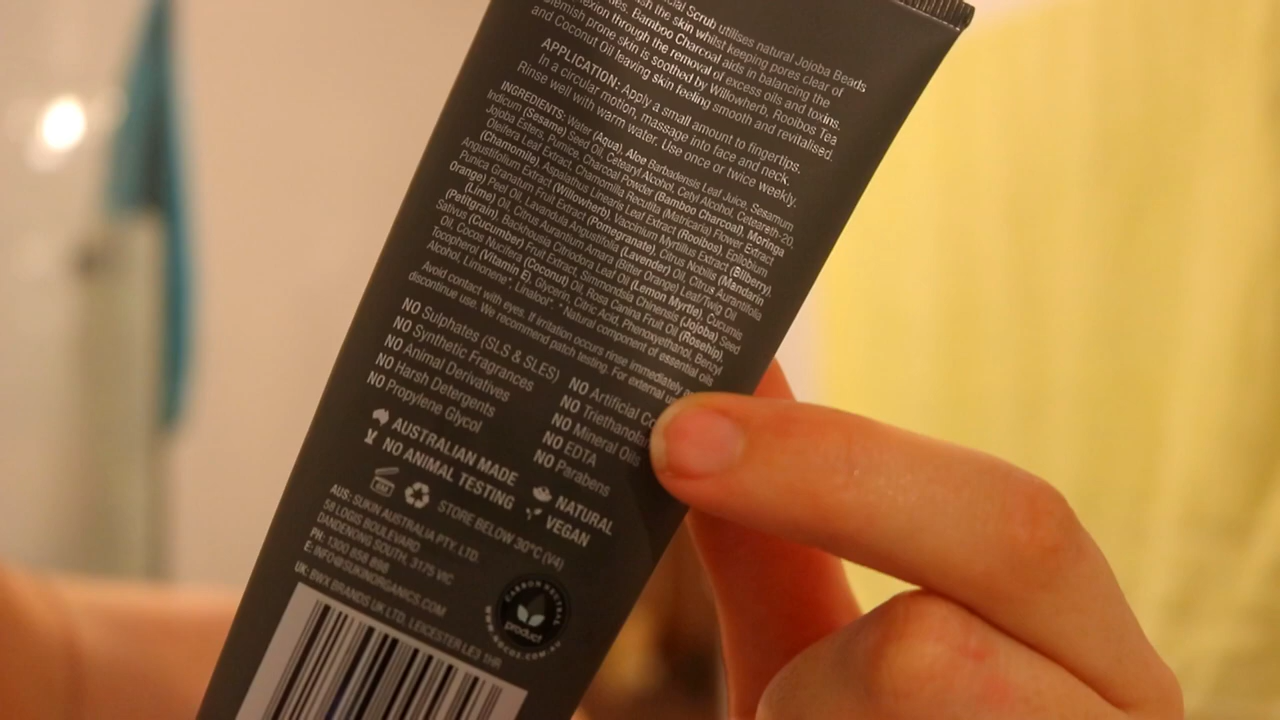 cial Scrub utilises natural Jojoba Beads
sh the skin whilst keeping pores clear of
ties. Bamboo Charcoal aids in balancing the
lexion through the removal of excess oils and toxins.
lemish prone skin is soothed by Willowherb, Rooibos Tea
and Coconut Oil leaving skin feeling smooth and revitalised.
APPLICATION: Apply a small amount to fingertips.
In a circular motion, massage into face and neck.
Rinse well with warm water. Use once or twice weekly.
INGREDIENTS: Water (Aqua), Aloe Barbadensis Leaf Juice, Sesamum
Indicum (Sesame) Seed Oil, Cetearyl Alcohol, Cetyl Alcohol, Ceteareth-20,
Jojoba Esters, Pumice, Charcoal Powder (Bamboo Charcoal), Moringa
Oleifera Leaf Extract, Chamomilla Recutita (Matricaria) Flower Extract
(Chamomile), Aspalathus Linearis Leaf Extract (Rooibos), Epilobium
Angustifolium Extract (Willowherb), Vaccinium Myrtillus Extract (Bilberry),
Punica Granatum Fruit Extract (Pomegranate), Citrus Nobilis (Mandarin
Orange) Peel Oil, Lavandula Angustifolia (Lavender) Oil, Citrus Aurantifolia
(Lime) Oil, Citrus Aurantium Amara (Bitter Orange) Leaf/Twig Oil
(Petitgrain), Backhousia Citriodora Leaf Oil (Lemon Myrtle), Cucumis
Sativus (Cucumber) Fruit Extract, Simmondsia Chinensis (Jojoba) Seed
Oil, Cocos Nucifera (Coconut) Oil, Rosa Canina Fruit Oil (Rosehip),
Tocopherol (Vitamin E), Glycerin, Citric Acid, Phenoxyethanol, Benzyl
Alcohol, Limonene*, Linalool*. * Natural component of essential oils
Avoid contact with eyes. If irritation occurs rinse immediately
discontinue use. We recommend patch testing. For external
NO Sulphates (SLS & SLES)
NO Synthetic Fragrances
NO Animal Derivatives
NO Harsh Detergents
NO Propylene Glycol
NO Artificial Co
NO Triethanola
NO Mineral Oils
NO EDTA
NO Parabens
AUSTRALIAN MADE
NO ANIMAL TESTING
NATURAL
VEGAN
6M
STORE BELOW 30°C (V4)
AUS: SUKIN AUSTRALIA PTY. LTD.
58 LOGIS BOULEVARD
DANDENONG SOUTH, 3175 VIC
PH: 1300 858 898
E: INFO@SUKINORGANICS.COM
UK: BWX BRANDS UK LTD, LEICESTER LE3 1HR
CARBON NEUTRAL
product
www.noco2.com.au